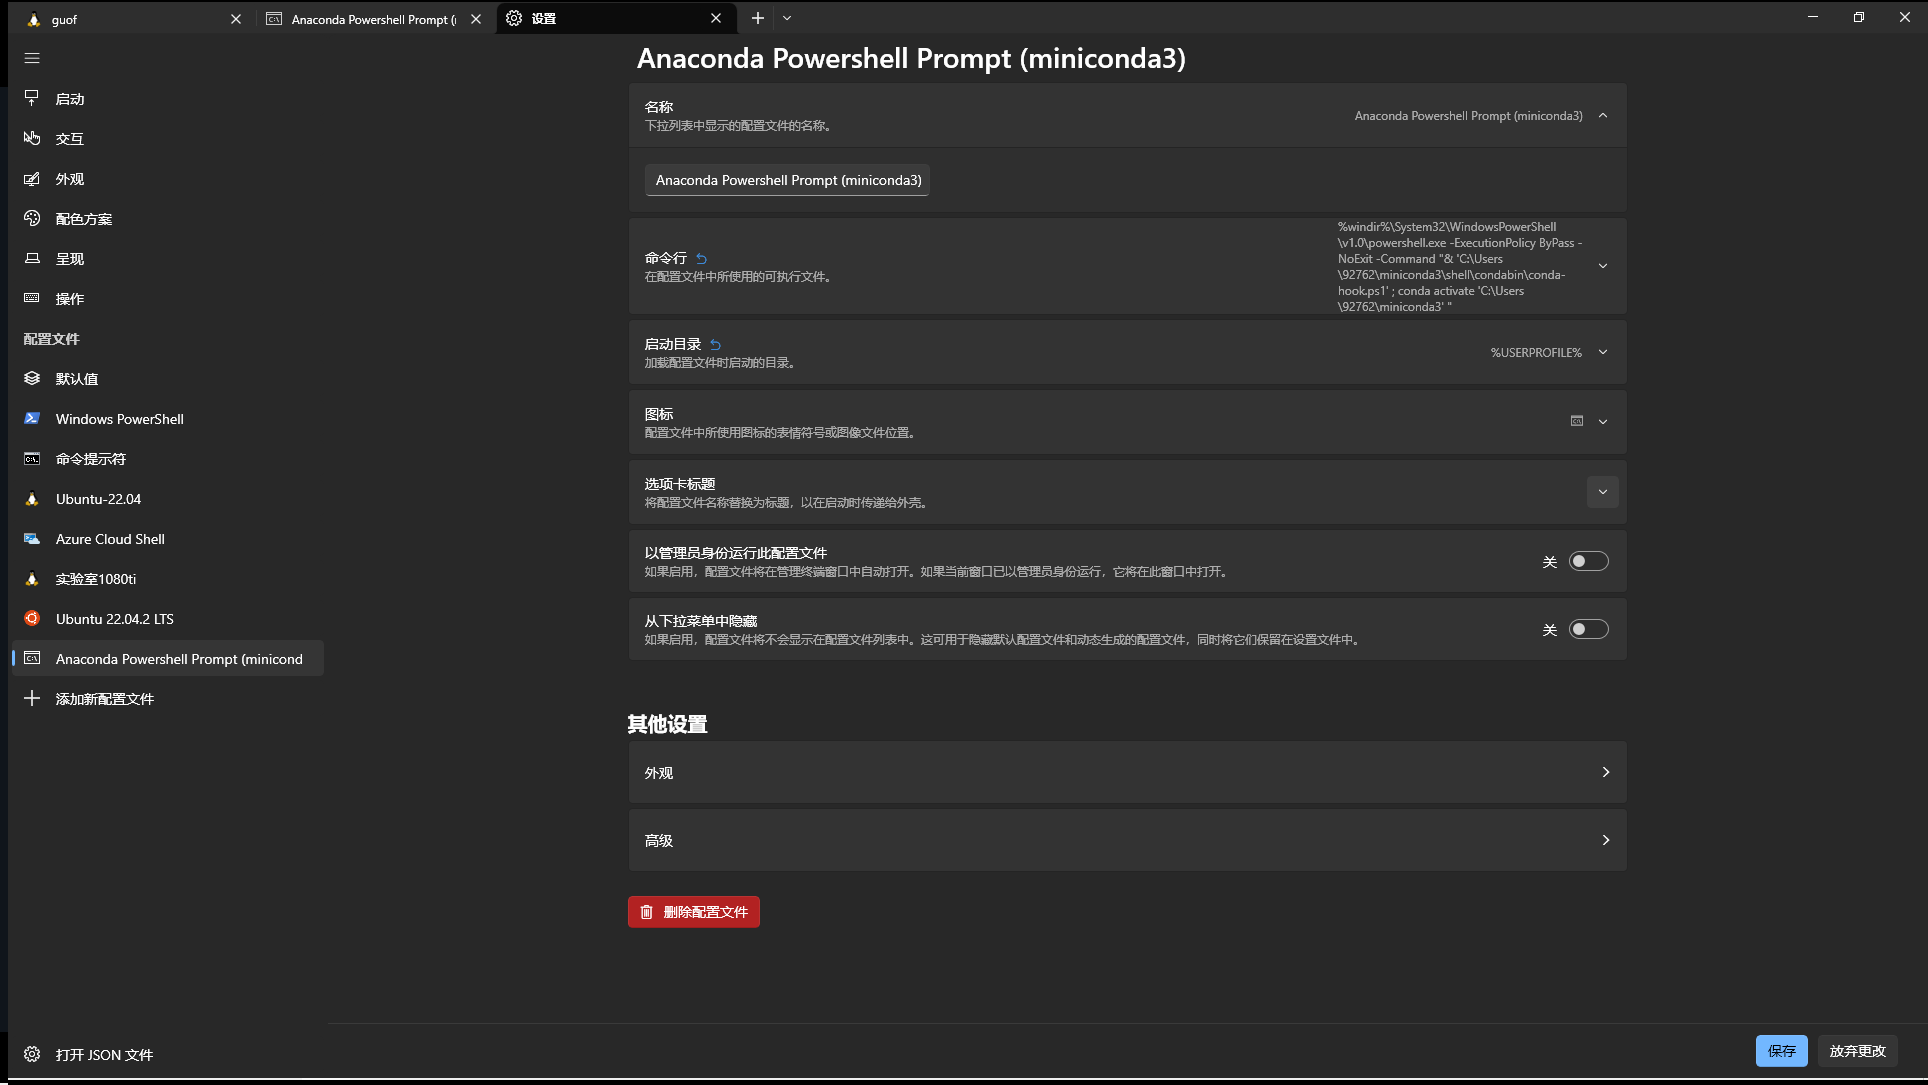 guof
Anaconda Powershell Prompt (
设置
启动
交互
外观
配色方案
呈现
操作
配置文件
默认值
Windows PowerShell
命令提示符
Ubuntu-22.04
Azure Cloud Shell
实验室1080ti
Ubuntu 22.04.2 LTS
Anaconda Powershell Prompt (minicond
添加新配置文件
打开 JSON 文件
Anaconda Powershell Prompt (miniconda3)
名称
下拉列表中显示的配置文件的名称。
Anaconda Powershell Prompt (miniconda3)
Anaconda Powershell Prompt (miniconda3)
命令行
在配置文件中所使用的可执行文件。
%windir%\System32\WindowsPowerShell
\v1.0\powershell.exe -ExecutionPolicy ByPass -
NoExit -Command "& 'C:\Users
\92762\miniconda3\shell\condabin\conda-
hook.ps1' ; conda activate 'C:\Users
\92762\miniconda3' "
启动目录
加载配置文件时启动的目录。
%USERPROFILE%
图标
配置文件中所使用图标的表情符号或图像文件位置。
选项卡标题
将配置文件名称替换为标题，以在启动时传递给外壳。
以管理员身份运行此配置文件
如果启用，配置文件将在管理终端窗口中自动打开。如果当前窗口已以管理员身份运行，它将在此窗口中打开。
关
从下拉菜单中隐藏
如果启用，配置文件将不会显示在配置文件列表中。这可用于隐藏默认配置文件和动态生成的配置文件，同时将它们保留在设置文件中。
关
其他设置
外观
高级
删除配置文件
保存
放弃更改